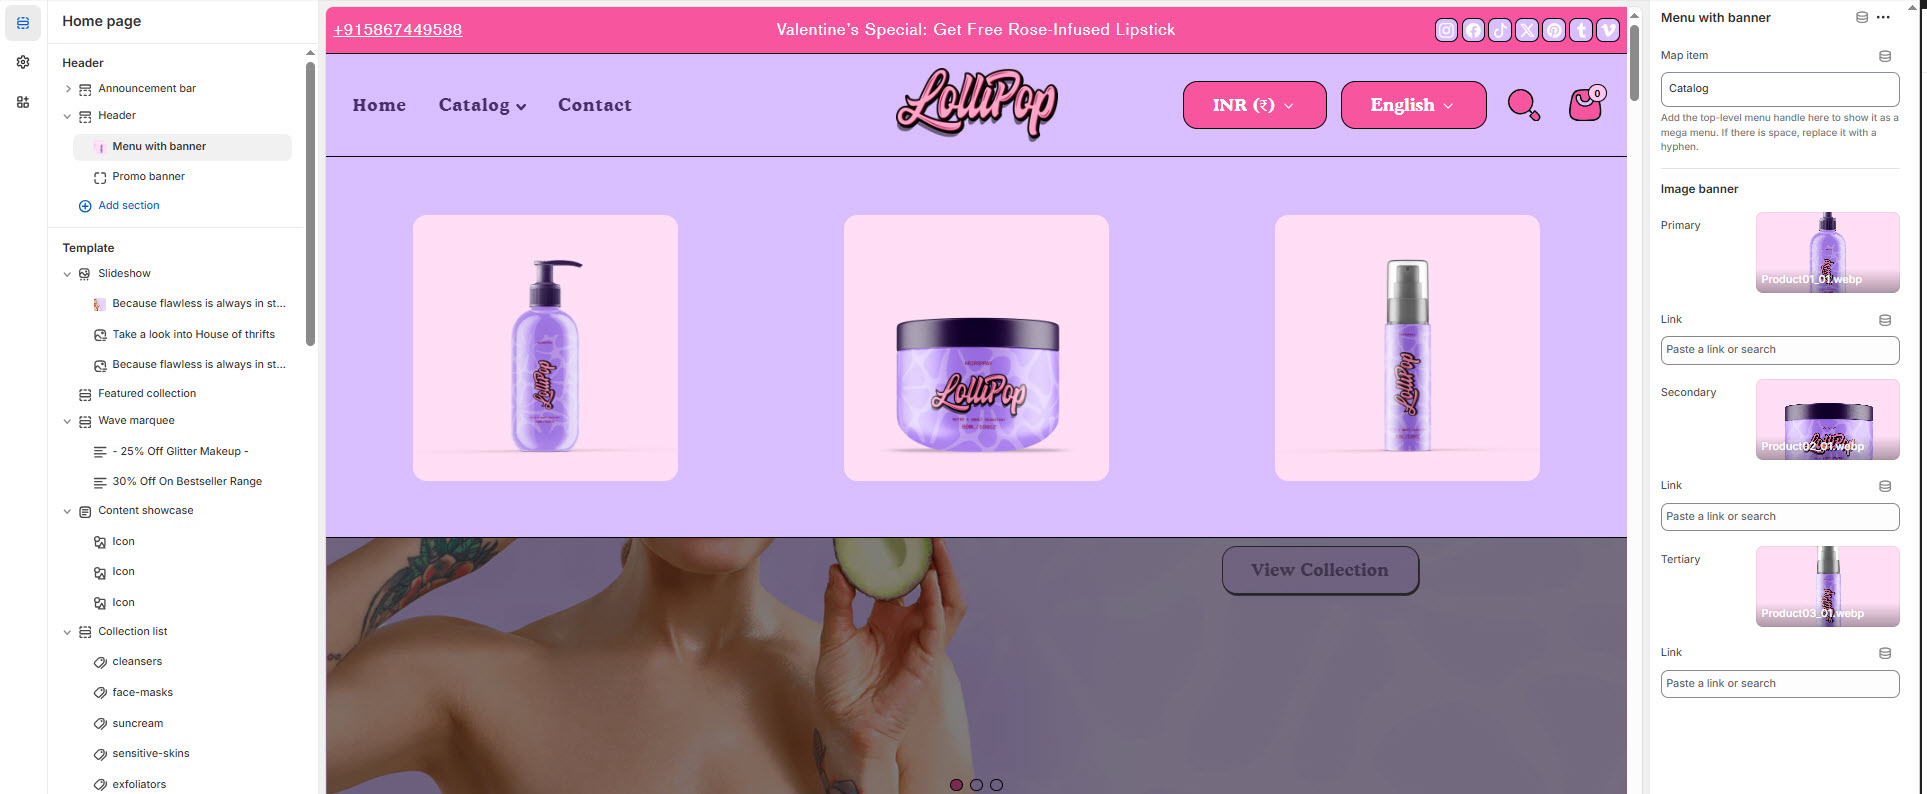 Home page
Header
Announcement bar
Header
Menu with banner
Promo banner
Add section
Template
Slideshow
Because flawless is always in st...
Take a look into House of thrifts
Because flawless is always in st...
Featured collection
Wave marquee
- 25% Off Glitter Makeup -
30% Off On Bestseller Range
Content showcase
Icon
Icon
Icon
Collection list
cleansers
face-masks
suncream
sensitive-skins
exfoliators
+915867449588
Valentine's Special: Get Free Rose-Infused Lipstick
Home
Catalog
Contact
LolliPop
INR (₹)
English
0
LolliPop
HAIRSPRAY
LolliPop
LolliPop
View Collection
Menu with banner
Map item
Catalog
Add the top-level menu handle here to show it as a
mega menu. If there is space, replace it with a
hyphen.
Image banner
Primary
Product01_01.webp
Link
Paste a link or search
Secondary
Product02_01.webp
Link
Paste a link or search
Tertiary
Product03_01.webp
Link
Paste a link or search